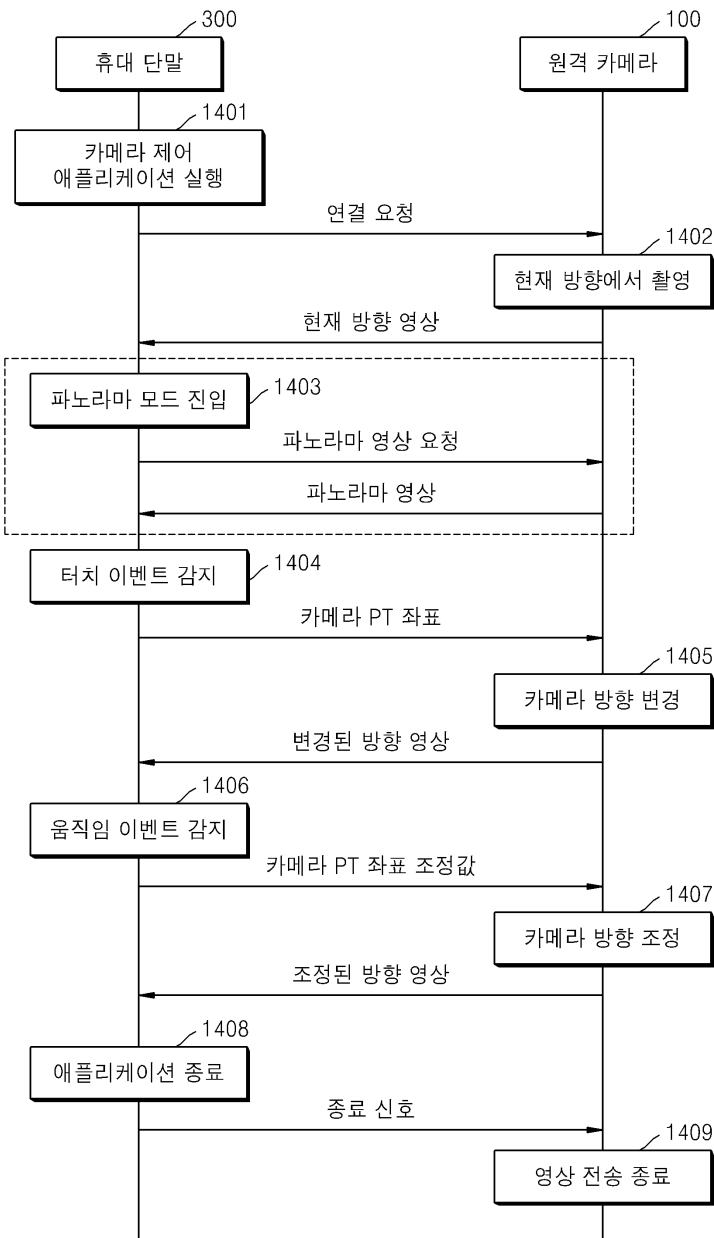 300
100
휴대 단말
원격 카메라
1401
카메라 제어
애플리케이션 실행
연결 요청
1402
현재 방향에서 촬영
현재 방향 영상
1403
파노라마 모드 진입
파노라마 영상 요청
파노라마 영상
1404
터치 이벤트 감지
카메라 PT 좌표
1405
카메라 방향 변경
변경된 방향 영상
1406
움직임 이벤트 감지
카메라 PT 좌표 조정값
1407
카메라 방향 조정
조정된 방향 영상
1408
애플리케이션 종료
종료 신호
1409
영상 전송 종료